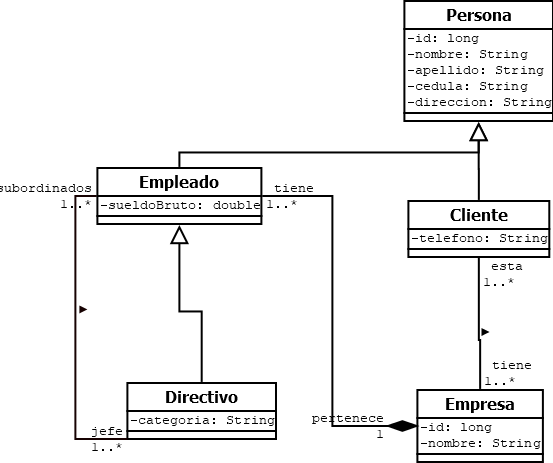 Persona
-id: long
-nombre: String
-apellido: String
-cedula: String
-direccion: String
subordinados
1..*
Empleado
-sueldoBruto: double
tiene
1..*
Cliente
-telefono: String
esta
1..*
tiene
1..*
Directivo
-categoria: String
jefe
1..*
pertenece
1
Empresa
-id: long
-nombre: String